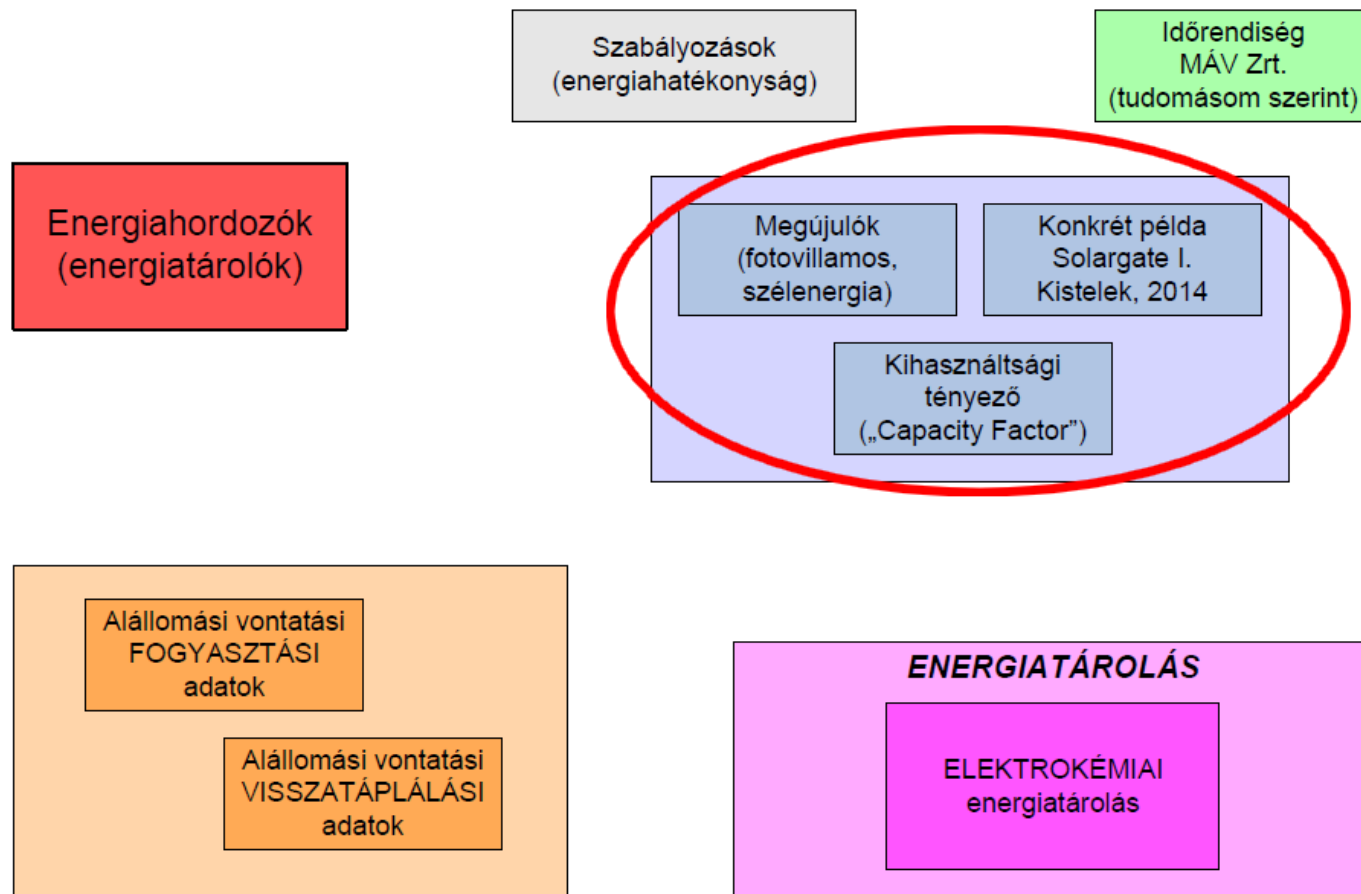 Szabályozások
(energiahatékonyság)
Időrendiség
MÁV Zrt.
(tudomásom szerint)
Energiahordozók
(energiatárolók)
Megújulók
(fotovillamos,
szélenergia)
Konkrét példa
Solargate I.
Kistelek, 2014
Kihasználtsági
tényező
(„Capacity Factor”)
Alállomási vontatási
FOGYASZTÁSI
adatok
Alállomási vontatási
VISSZATÁPLÁLÁSI
adatok
ENERGIATÁROLÁS
ELEKTROKÉMIAI
energiatárolás